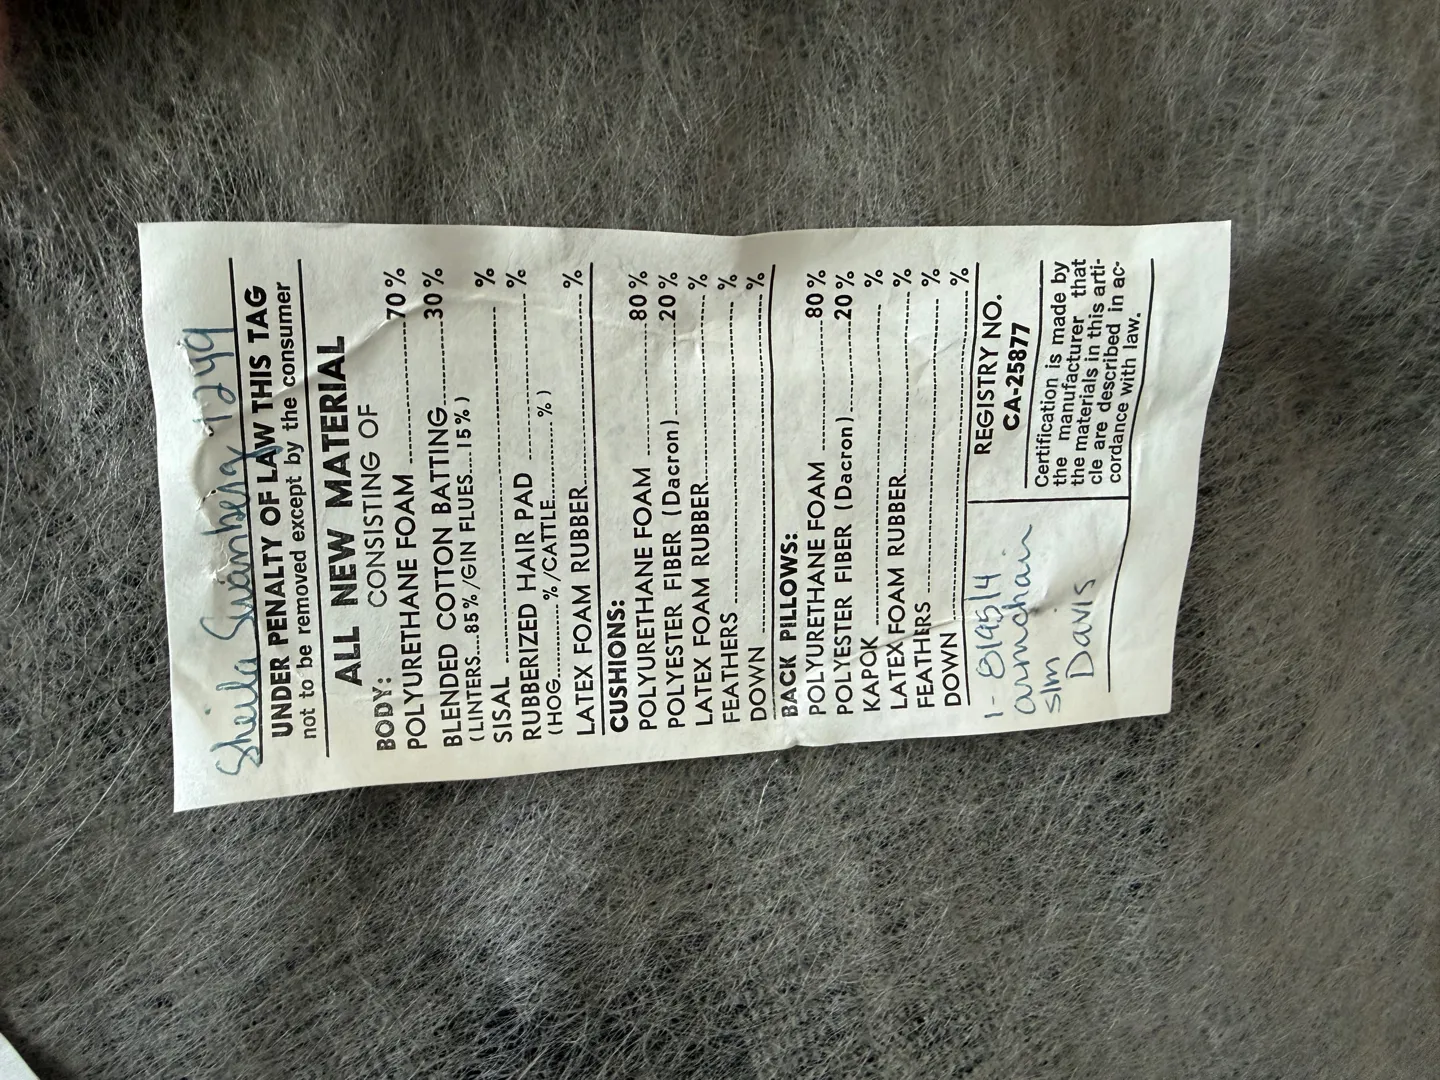 Sheila Swanberg 71299
UNDER PENALTY OF LAW THIS TAG
not to be removed except by the consumer
ALL NEW MATERIAL
CONSISTING OF
BODY:
POLYURETHANE FOAM 70 %
BLENDED COTTON BATTING 30 %
(LINTERS...85%/GIN FLUES...15%)
SISAL %
RUBBERIZED HAIR PAD %
(HOG......... % /CATTLE......... % )
LATEX FOAM RUBBER %
CUSHIONS:
POLYURETHANE FOAM 80 %
POLYESTER FIBER (Dacron) 20 %
LATEX FOAM RUBBER %
FEATHERS %
DOWN %
BACK PILLOWS:
POLYURETHANE FOAM 80 %
POLYESTER FIBER (Dacron) 20 %
KAPOK %
LATEX FOAM RUBBER %
FEATHERS %
DOWN %
1-819514
armchair
slm
Davis
REGISTRY NO.
CA-25877
Certification is made by
the manufacturer that
the materials in this arti-
cle are described in ac-
cordance with law.